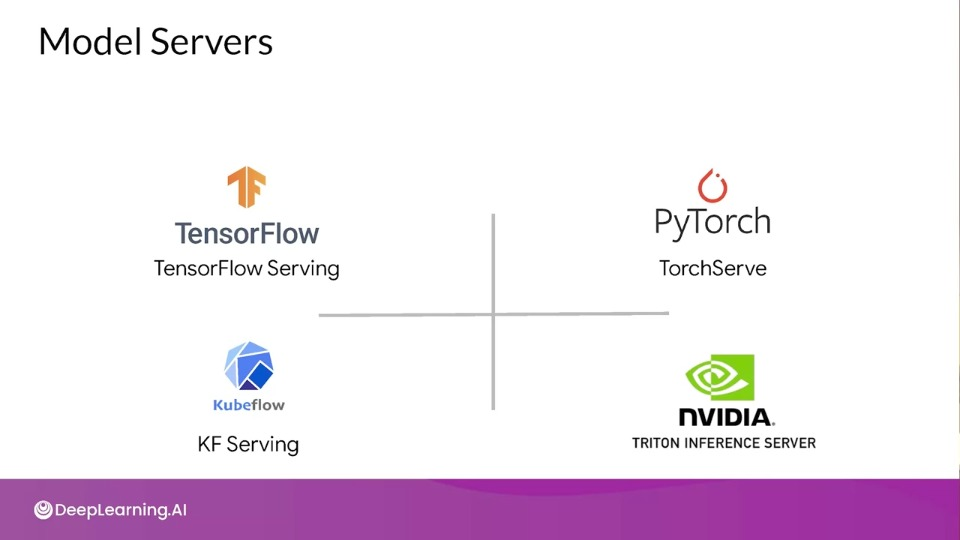 Model Servers
TensorFlow
TensorFlow Serving
PyTorch
TorchServe
Kubeflow
KF Serving
NVIDIA.
TRITON INFERENCE SERVER
DeepLearning.AI